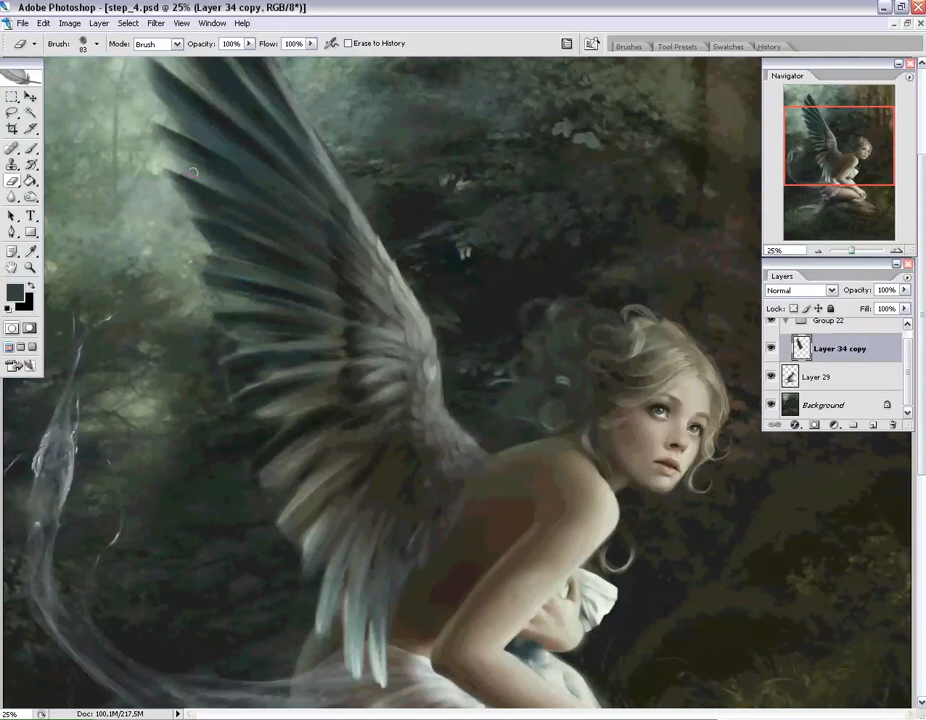 Adobe Photoshop - [step_4.psd @ 25% (Layer 34 copy, RGB/8*)]
File Edit Image Layer Select Filter View Window Help
Brush: 83 Mode: Brush Opacity: 100% Flow: 100% Erase to History
Brushes Tool Presets Swatches History
Navigator
25%
Layers
Normal Opacity: 100%
Lock: Fill: 100%
Group 22
Layer 34 copy
Layer 29
Background
25% Doc: 100,1M/217,5M